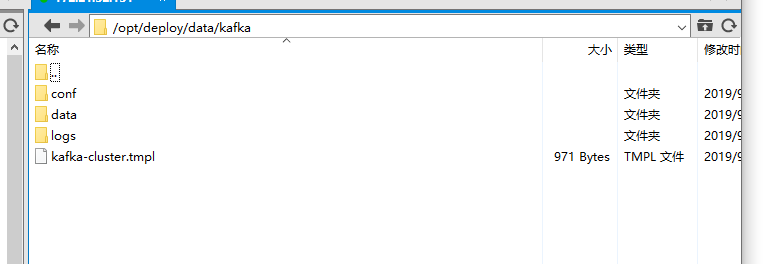 /opt/deploy/data/kafka
名称 大小 类型 修改时
..
conf 文件夹 2019/9
data 文件夹 2019/9
logs 文件夹 2019/9
kafka-cluster.tmpl 971 Bytes TMPL 文件 2019/9